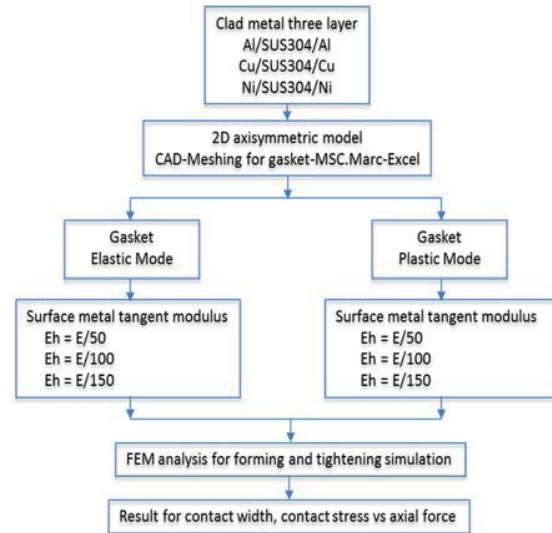 Clad metal three layer
Al/SUS304/Al
Cu/SUS304/Cu
Ni/SUS304/Ni
2D axisymmetric model
CAD-Meshing for gasket-MSC.Marc-Excel
Gasket
Elastic Mode
Gasket
Plastic Mode
Surface metal tangent modulus
Eh = E/50
Eh = E/100
Eh = E/150
Surface metal tangent modulus
Eh = E/50
Eh = E/100
Eh = E/150
FEM analysis for forming and tightening simulation
Result for contact width, contact stress vs axial force